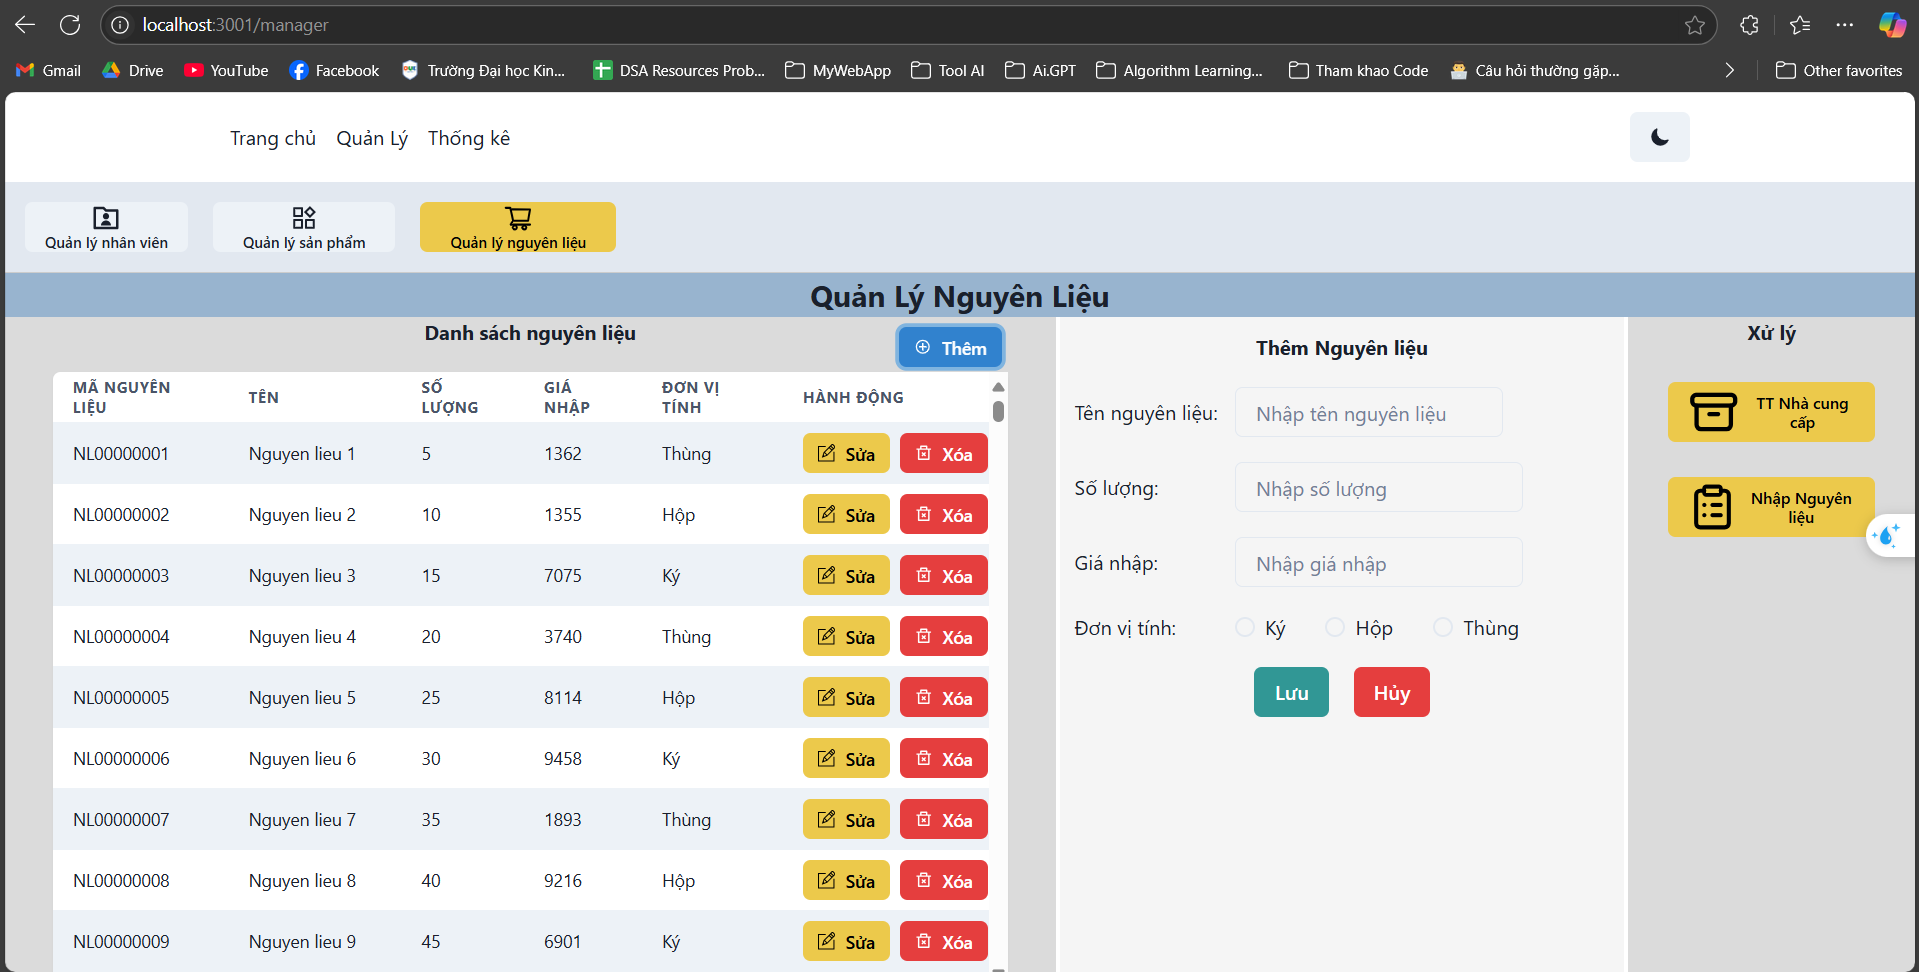 localhost:3001/manager
Gmail Drive YouTube Facebook Trường Đại học Kin... DSA Resources Prob... MyWebApp Tool AI Ai.GPT Algorithm Learning... Tham khao Code Câu hỏi thường gặp... Other favorites
Trang chủ Quản Lý Thống kê
Quản lý nhân viên Quản lý sản phẩm Quản lý nguyên liệu
Quản Lý Nguyên Liệu
Danh sách nguyên liệu
Thêm
MÃ NGUYÊN LIỆU TÊN SỐ LƯỢNG GIÁ NHẬP ĐƠN VỊ TÍNH HÀNH ĐỘNG
NL00000001 Nguyen lieu 1 5 1362 Thùng Sửa Xóa
NL00000002 Nguyen lieu 2 10 1355 Hộp Sửa Xóa
NL00000003 Nguyen lieu 3 15 7075 Ký Sửa Xóa
NL00000004 Nguyen lieu 4 20 3740 Thùng Sửa Xóa
NL00000005 Nguyen lieu 5 25 8114 Hộp Sửa Xóa
NL00000006 Nguyen lieu 6 30 9458 Ký Sửa Xóa
NL00000007 Nguyen lieu 7 35 1893 Thùng Sửa Xóa
NL00000008 Nguyen lieu 8 40 9216 Hộp Sửa Xóa
NL00000009 Nguyen lieu 9 45 6901 Ký Sửa Xóa
Thêm Nguyên liệu
Tên nguyên liệu: Nhập tên nguyên liệu
Số lượng: Nhập số lượng
Giá nhập: Nhập giá nhập
Đơn vị tính: Ký Hộp Thùng
Lưu Hủy
Xử lý
TT Nhà cung
cấp
Nhập Nguyên
liệu